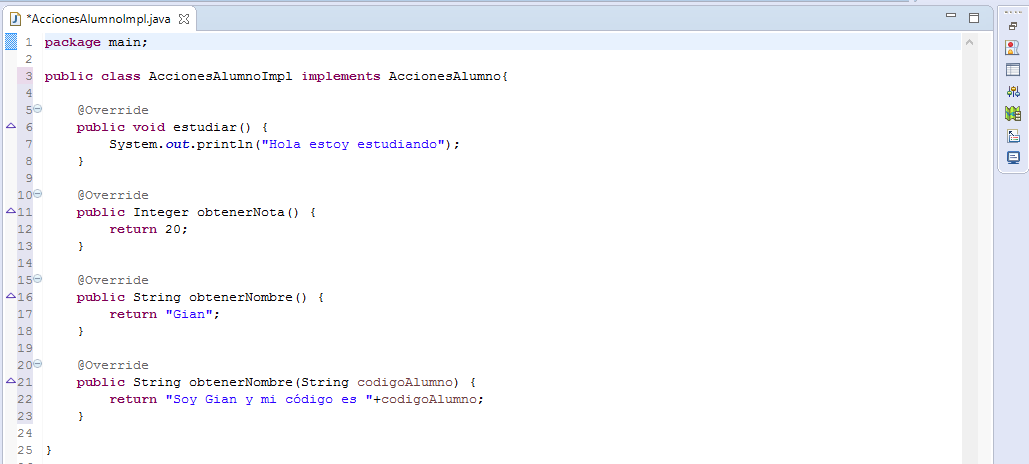 *AccionesAlumnoImpl.java
1 package main;
2
3 public class AccionesAlumnoImpl implements AccionesAlumno{
4
5 @Override
6 public void estudiar() {
7 System.out.println("Hola estoy estudiando");
8 }
9
10 @Override
11 public Integer obtenerNota() {
12 return 20;
13 }
14
15 @Override
16 public String obtenerNombre() {
17 return "Gian";
18 }
19
20 @Override
21 public String obtenerNombre(String codigoAlumno) {
22 return "Soy Gian y mi código es "+codigoAlumno;
23 }
24
25 }